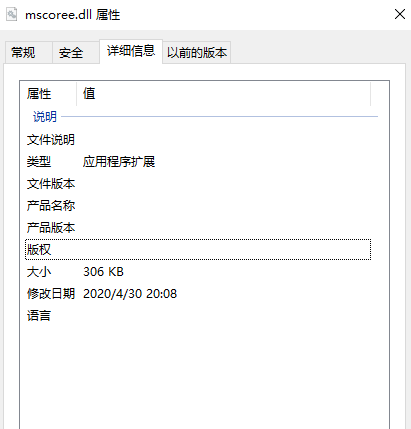 mscoree.dll 属性
常规 安全 详细信息 以前的版本
属性 值
说明
文件说明
类型 应用程序扩展
文件版本
产品名称
产品版本
版权
大小 306 KB
修改日期 2020/4/30 20:08
语言